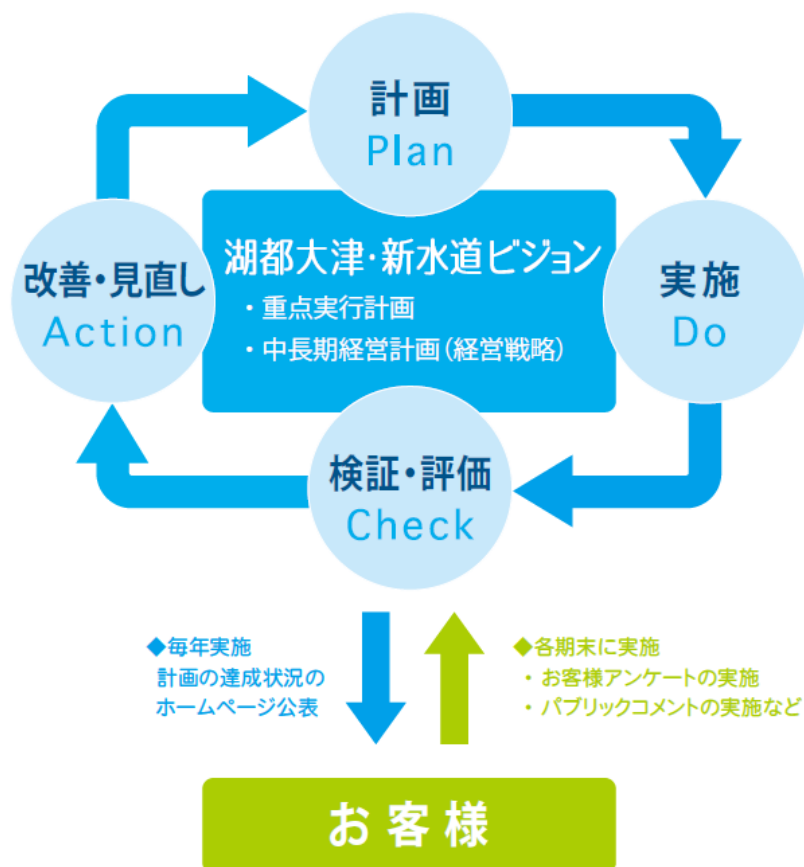 計画
Plan
湖都大津・新水道ビジョン
・重点実行計画
・中長期経営計画(経営戦略)
改善・見直し
Action
実施
Do
検証・評価
Check
◆毎年実施
計画の達成状況の
ホームページ公表
◆各期末に実施
・お客様アンケートの実施
・パブリックコメントの実施など
お客様